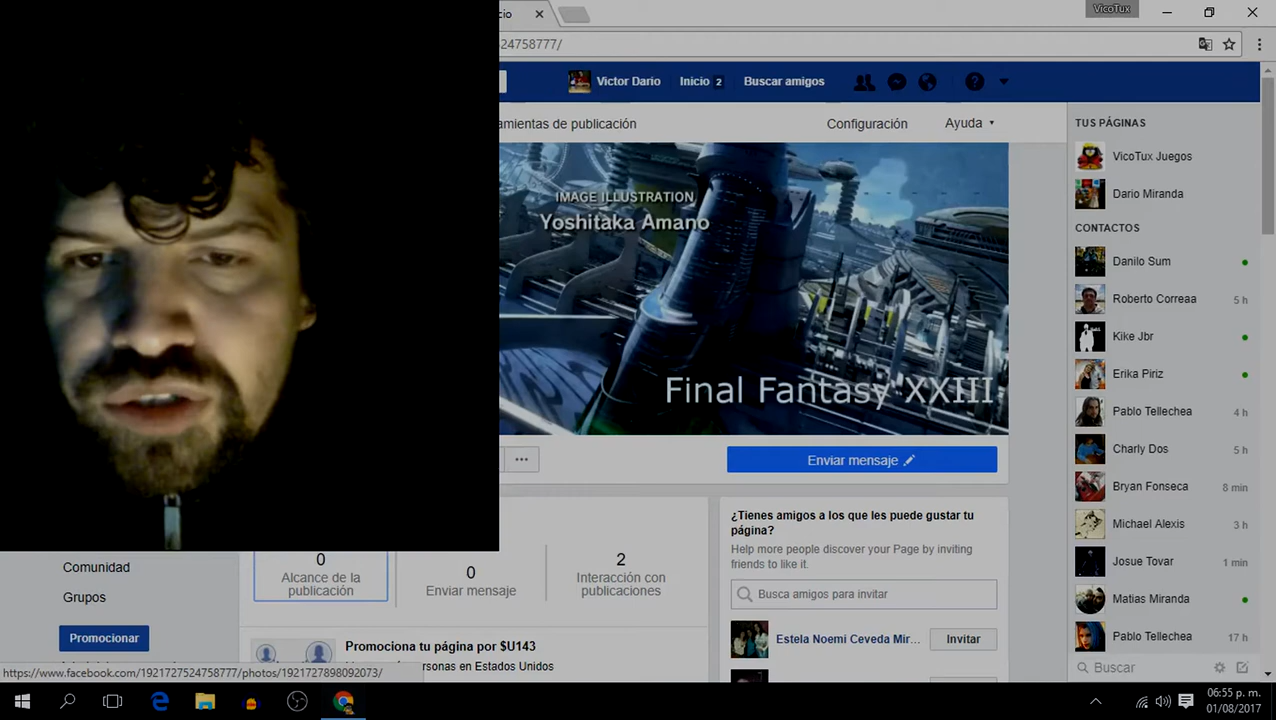 cio
VicoTux
24758777/
Victor Dario
Inicio 2
Buscar amigos
amientas de publicación
Configuración
Ayuda
IMAGE ILLUSTRATION
Yoshitaka Amano
Final Fantasy XXIII
Enviar mensaje
Comunidad
Grupos
Promocionar
0
Alcance de la
publicación
0
Enviar mensaje
2
Interacción con
publicaciones
Promociona tu página por $U143
personas en Estados Unidos
¿Tienes amigos a los que les puede gustar tu
página?
Help more people discover your Page by inviting
friends to like it.
Busca amigos para invitar
Estela Noemi Ceveda Mir...
Invitar
TUS PÁGINAS
VicoTux Juegos
Dario Miranda
CONTACTOS
Danilo Sum
Roberto Correaa 5 h
Kike Jbr
Erika Piriz
Pablo Tellechea 4 h
Charly Dos 5 h
Bryan Fonseca 8 min
Michael Alexis 3 h
Josue Tovar 1 min
Matias Miranda
Pablo Tellechea 17 h
Buscar
https://www.facebook.com/1921727524758777/photos/1921727898092073/
06:55 p. m.
01/08/2017